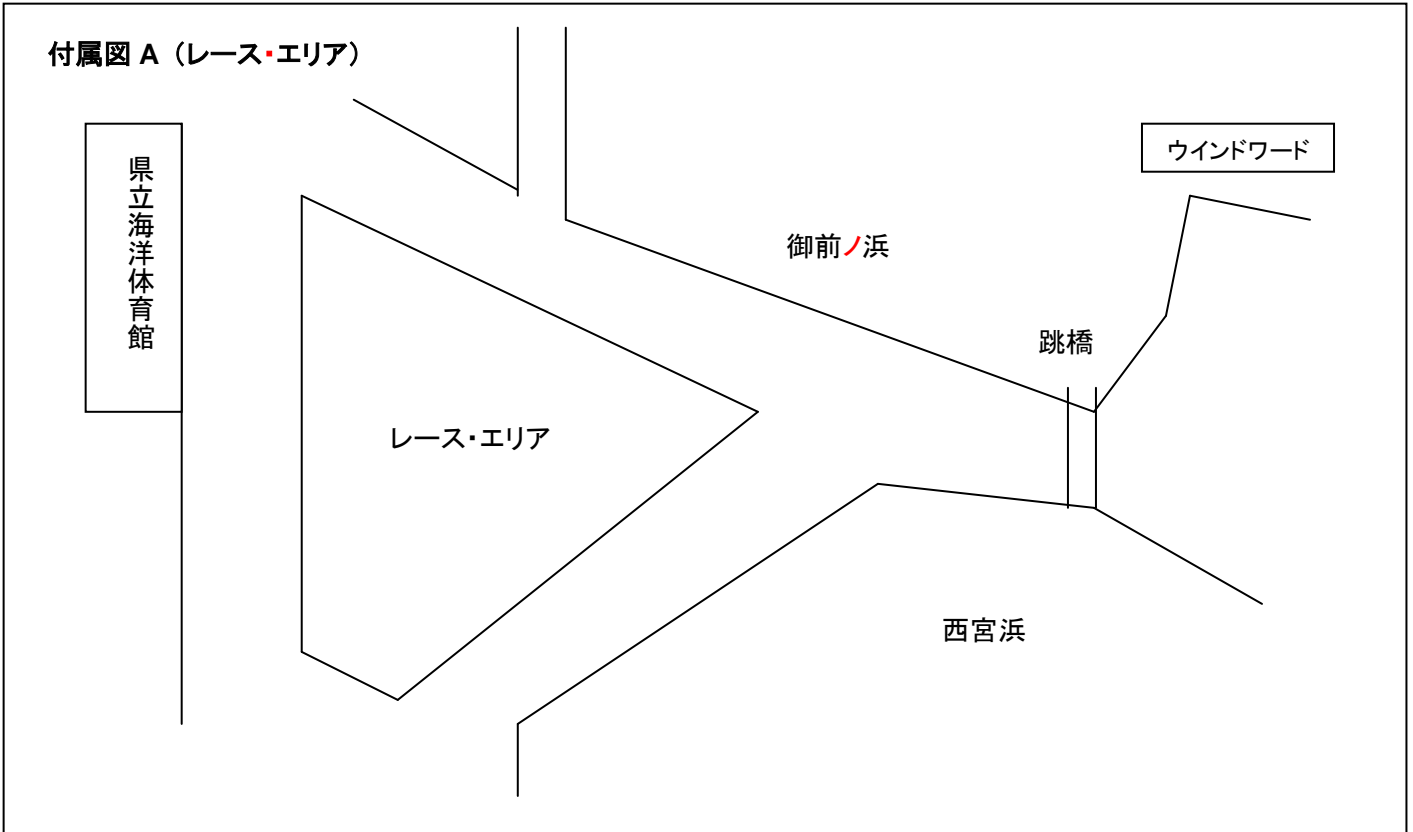 付属図 A（レース・エリア）
ウインドワード
県立海洋体育館
御前ノ浜
跳橋
レース・エリア
西宮浜